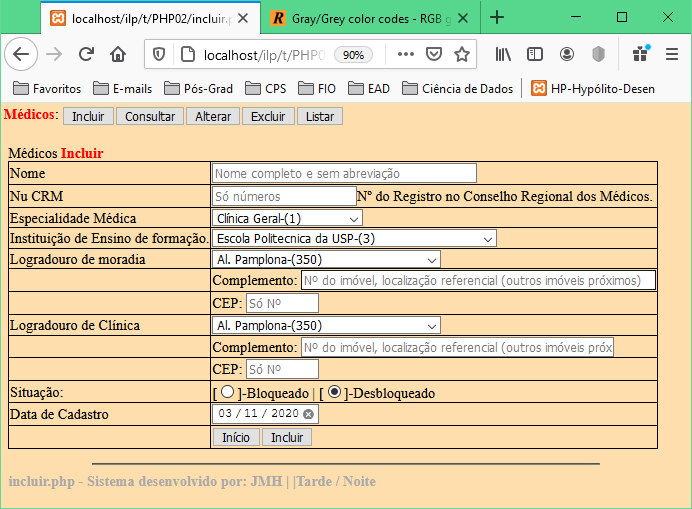 localhost/ilp/t/PHP02/incluir.p
Gray/Grey color codes - RGB g
localhost/ilp/t/PHP0
90%
Favoritos E-mails Pós-Grad CPS FIO EAD Ciência de Dados HP-Hypólito-Desen
Médicos: Incluir Consultar Alterar Excluir Listar
Médicos Incluir
Nome Nome completo e sem abreviação
Nu CRM Só números Nº do Registro no Conselho Regional dos Médicos.
Especialidade Médica Clínica Geral-(1)
Instituição de Ensino de formação. Escola Politecnica da USP-(3)
Logradouro de moradia Al. Pamplona-(350)
Complemento: Nº do imóvel, localização referencial (outros imóveis próximos)
CEP: Só Nº
Logradouro de Clínica Al. Pamplona-(350)
Complemento: Nº do imóvel, localização referencial (outros imóveis próx
CEP: Só Nº
Situação: [ ]-Bloqueado | [ ]-Desbloqueado
Data de Cadastro 03 / 11 / 2020
Início Incluir
incluir.php - Sistema desenvolvido por: JMH | |Tarde / Noite